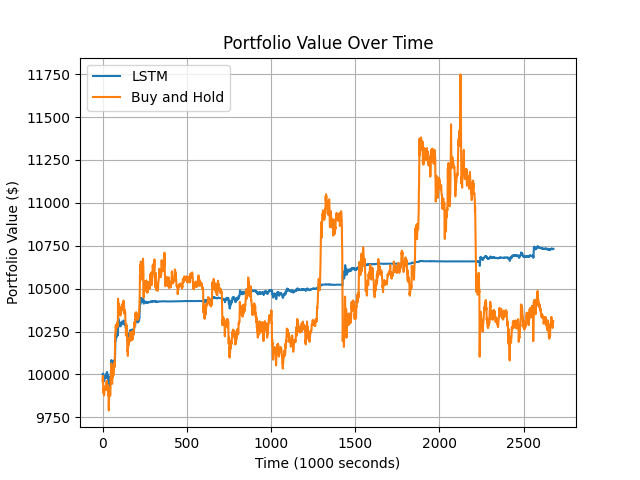 Portfolio Value Over Time
LSTM
Buy and Hold
Portfolio Value ($)
11750
11500
11250
11000
10750
10500
10250
10000
9750
0 500 1000 1500 2000 2500
Time (1000 seconds)